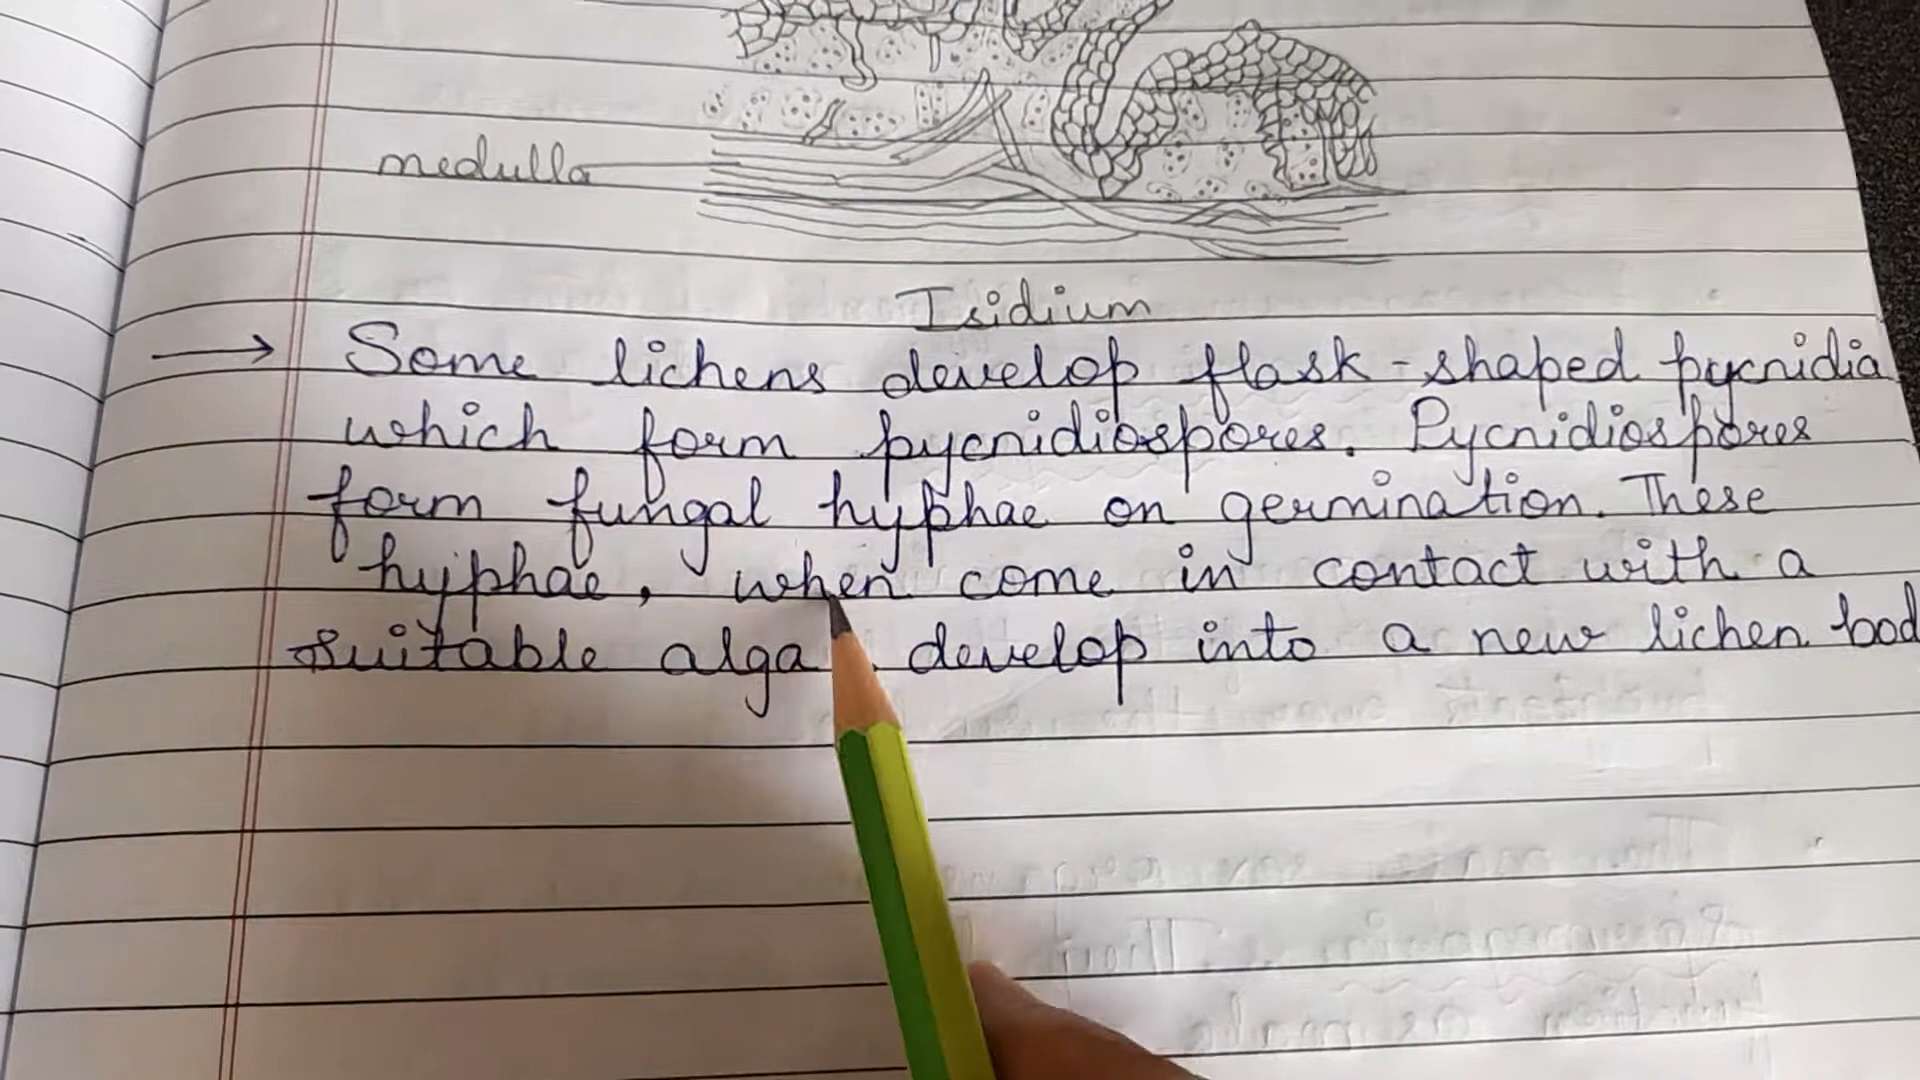 medulla
Isidium
→ Some lichens develop flask-shaped pycnidia
which form pycnidiospores. Pycnidiospores
form fungal hyphae on germination. These
hyphae, when come in contact with a
suitable alga develop into a new lichen bod